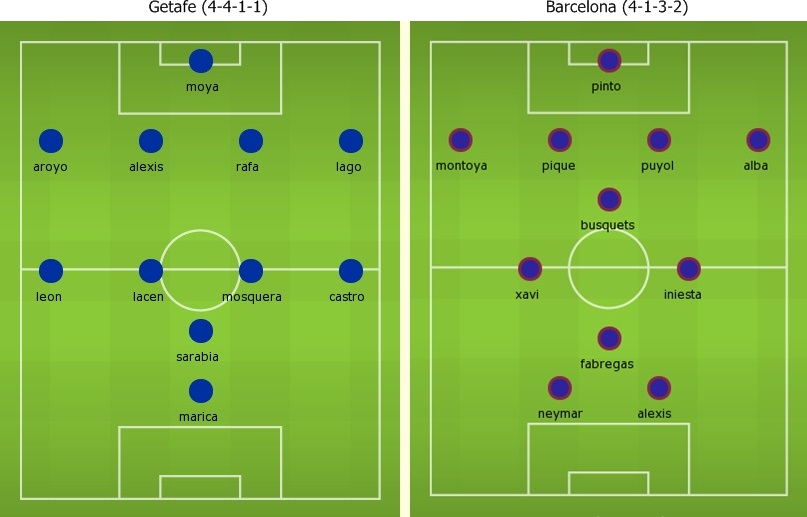 Getafe (4-4-1-1)
moya
aroyo alexis rafa lago
leon lacen mosquera castro
sarabia
marica
Barcelona (4-1-3-2)
pinto
montoya pique puyol alba
busquets
xavi iniesta
fabregas
neymar alexis